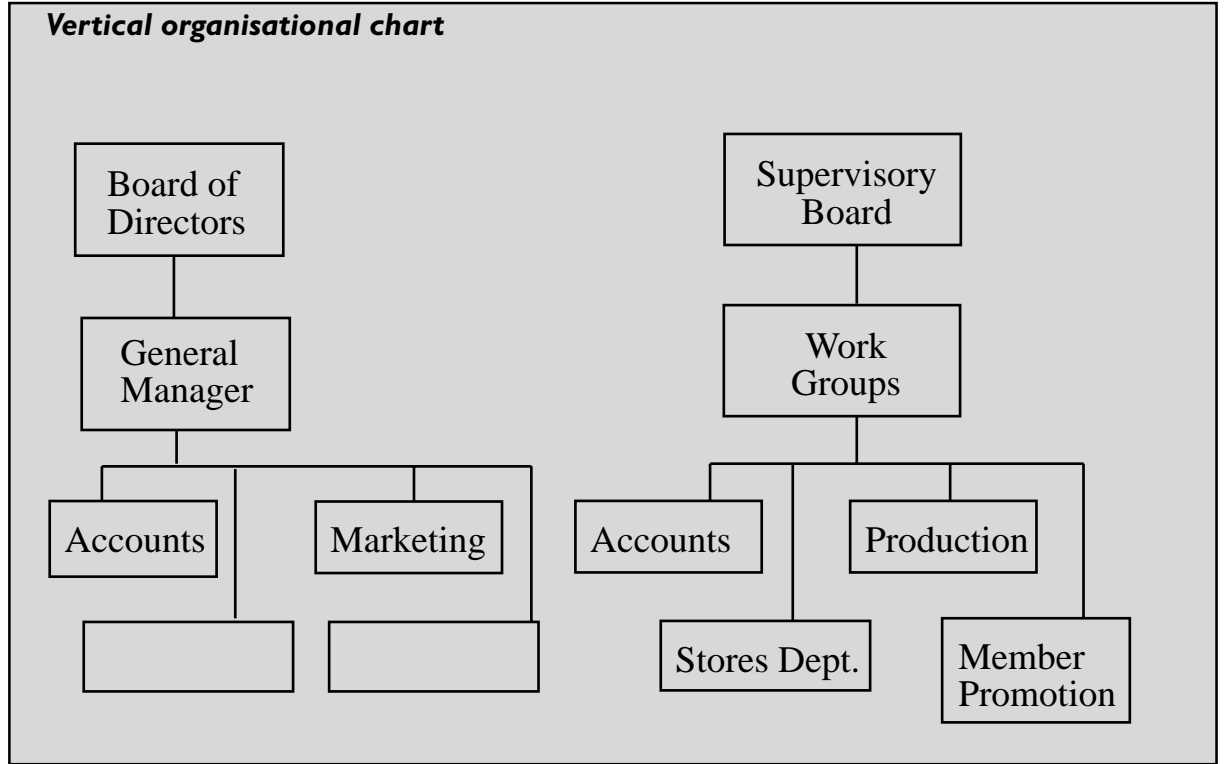 Vertical organisational chart
Board of
Directors
General
Manager
Accounts
Marketing
Supervisory
Board
Work
Groups
Accounts
Production
Stores Dept.
Member
Promotion